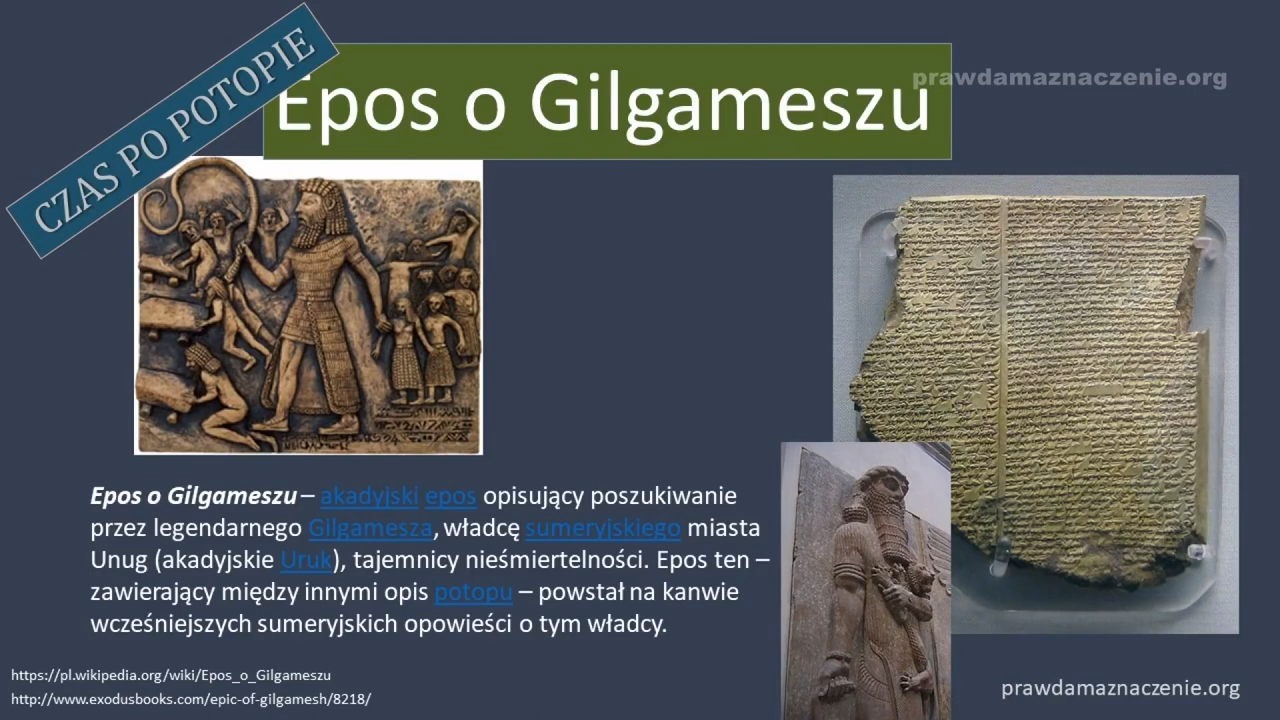 CZAS PO POTOPIE
Epos o Gilgameszu
prawdamaznaczenie.org
Epos o Gilgameszu – akadyjski epos opisujący poszukiwanie
przez legendarnego Gilgamesza, władcę sumeryjskiego miasta
Unug (akadyjskie Uruk), tajemnicy nieśmiertelności. Epos ten –
zawierający między innymi opis potopu – powstał na kanwie
wcześniejszych sumeryjskich opowieści o tym władcy.
https://pl.wikipedia.org/wiki/Epos_o_Gilgameszu
http://www.exodusbooks.com/epic-of-gilgamesh/8218/
prawdamaznaczenie.org